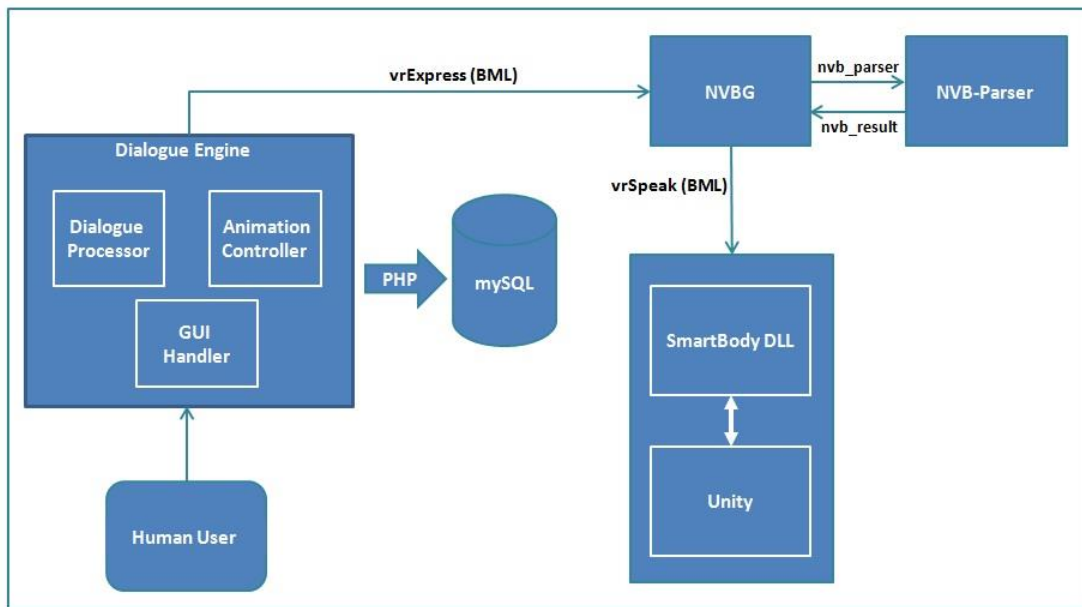 vrExpress (BML)
NVBG
nvb_parser
nvb_result
NVB-Parser
Dialogue Engine
Dialogue
Processor
Animation
Controller
GUI
Handler
PHP
mySQL
vrSpeak (BML)
SmartBody DLL
Unity
Human User